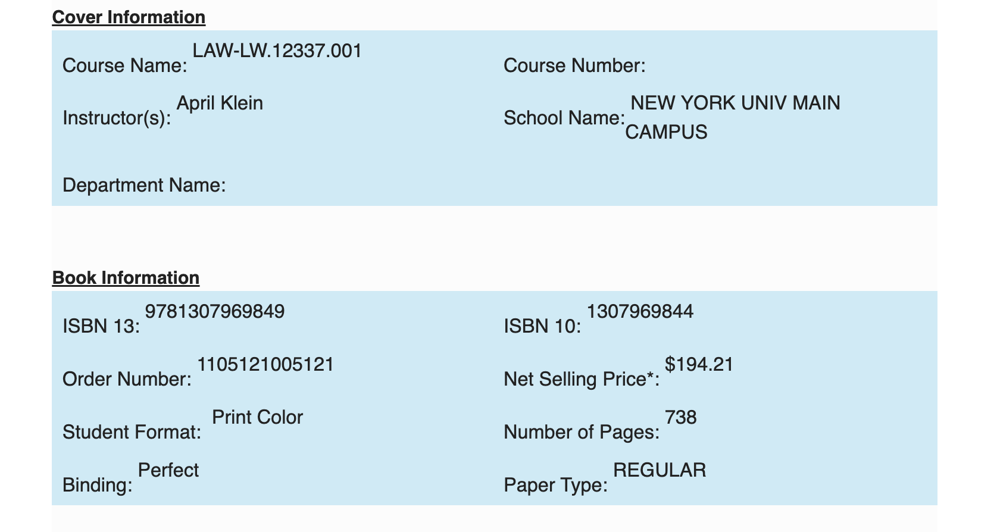 Cover Information
Course Name: LAW-LW.12337.001
Course Number:
Instructor(s): April Klein
School Name: NEW YORK UNIV MAIN
CAMPUS
Department Name:
Book Information
ISBN 13: 9781307969849
ISBN 10: 1307969844
Order Number: 1105121005121
Net Selling Price*: $194.21
Student Format: Print Color
Number of Pages: 738
Binding: Perfect
Paper Type: REGULAR